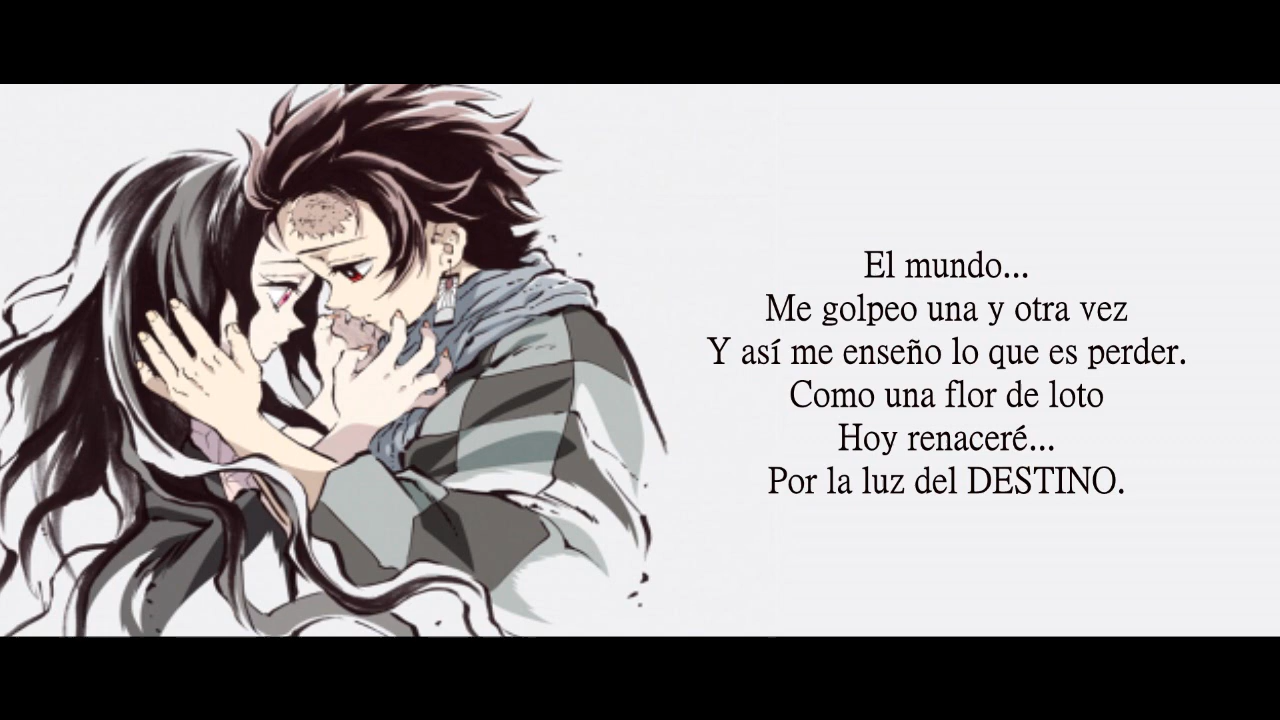 El mundo...
Me golpeo una y otra vez
Y así me enseño lo que es perder.
Como una flor de loto
Hoy renaceré...
Por la luz del DESTINO.